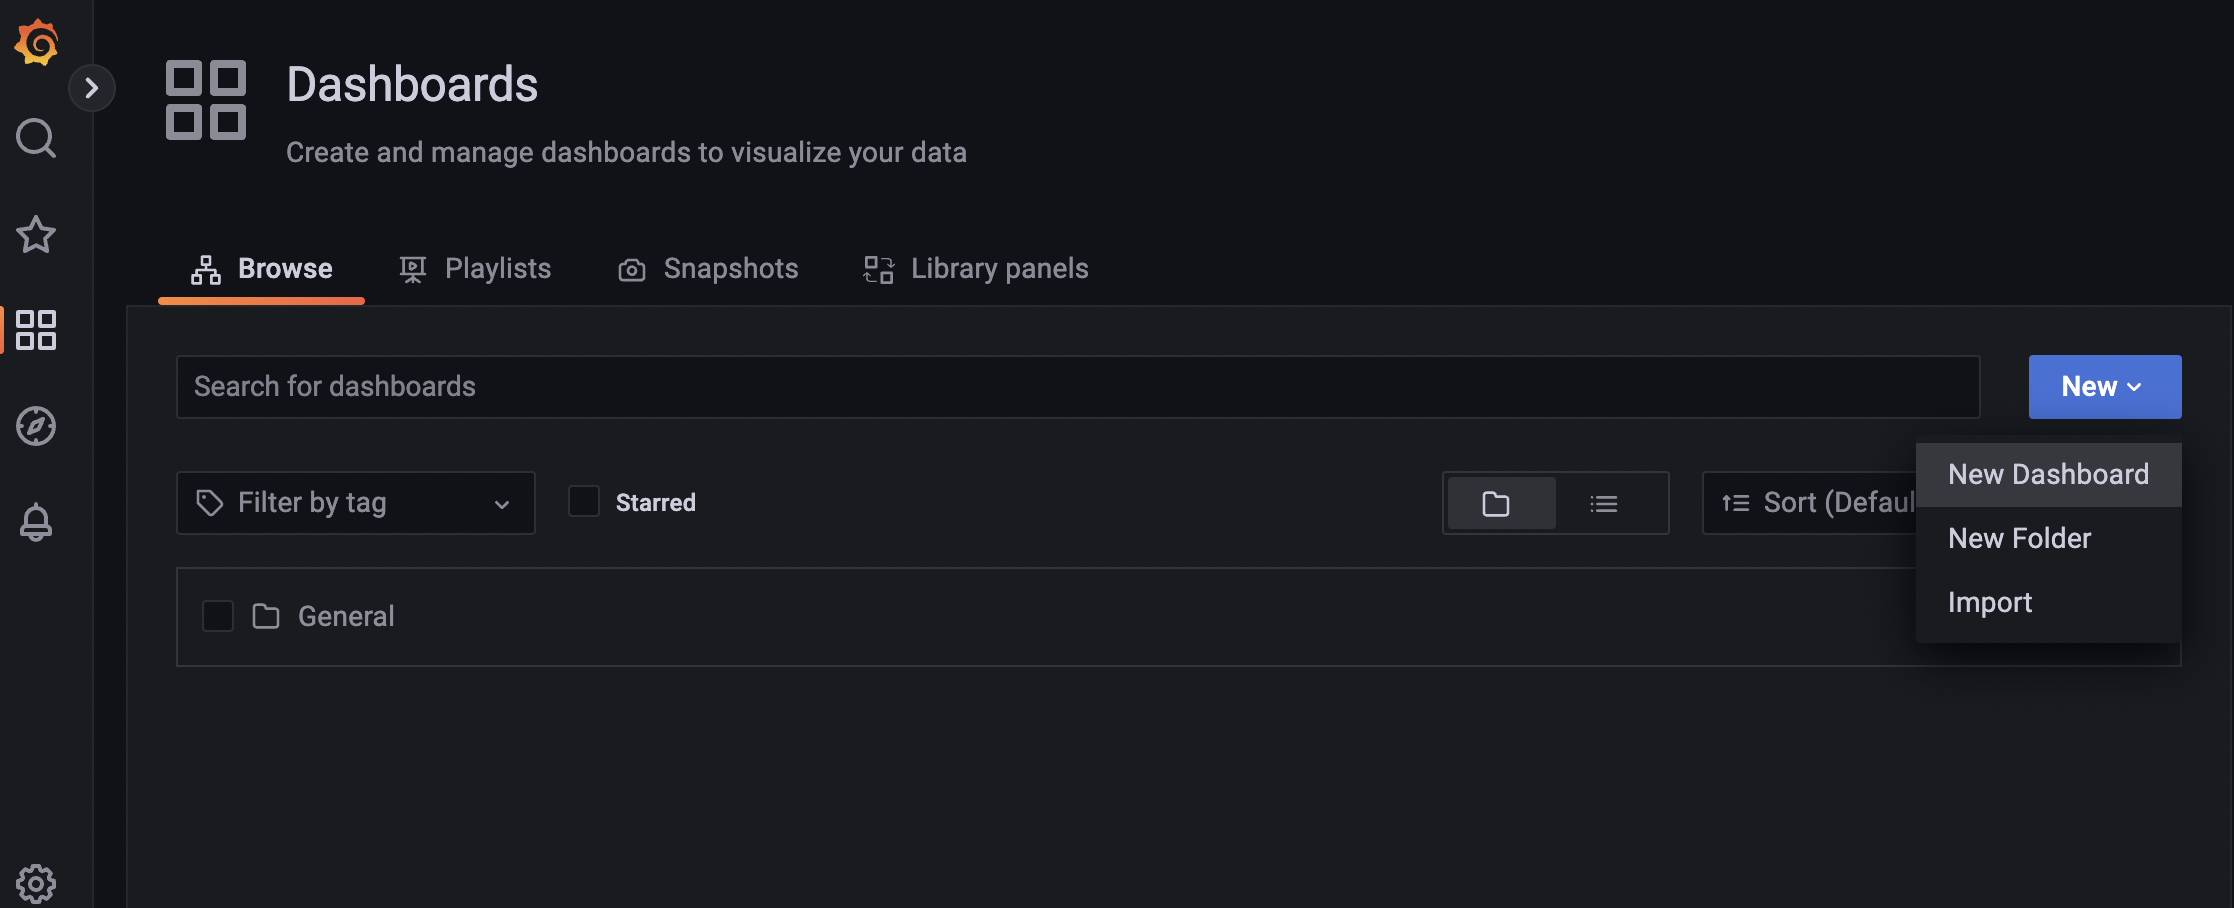 Dashboards
Create and manage dashboards to visualize your data
Browse Playlists Snapshots Library panels
Search for dashboards New
Filter by tag Starred Sort (Defaul New Dashboard
New Folder
General Import